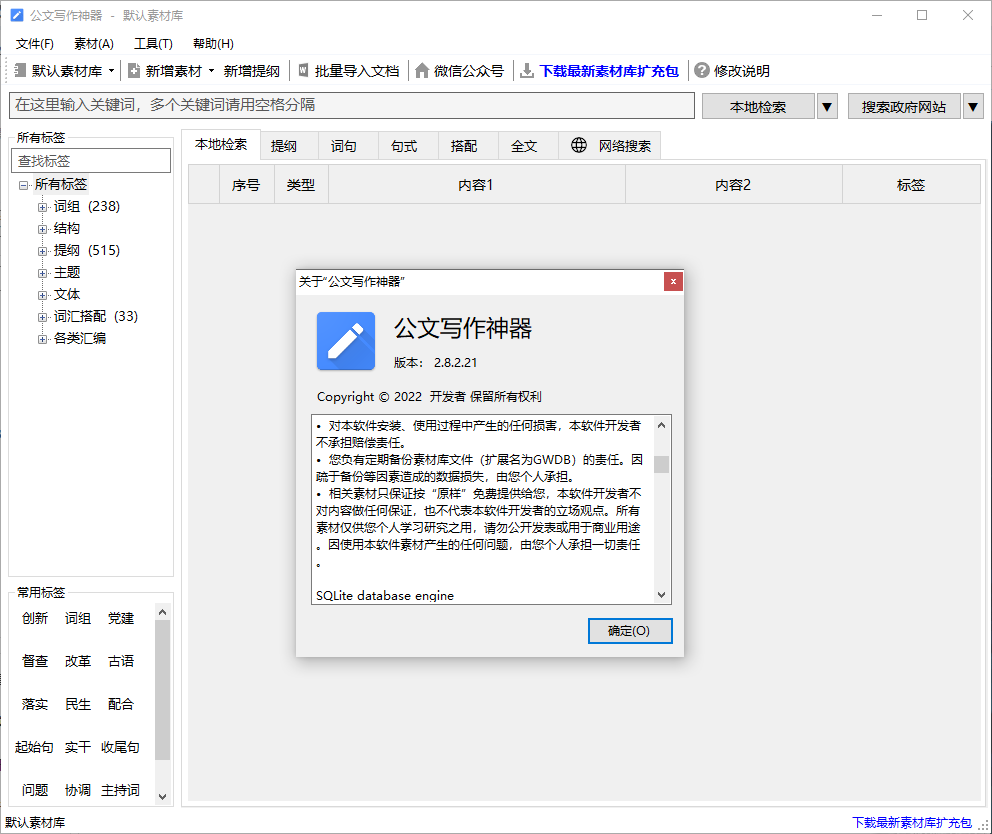 公文写作神器 - 默认素材库
文件(F) 素材(A) 工具(T) 帮助(H)
默认素材库 新增素材 新增提纲 批量导入文档 微信公众号 下载最新素材库扩充包 修改说明
在这里输入关键词，多个关键词请用空格分隔 本地检索 搜索政府网站
所有标签
查找标签
所有标签
词组 (238)
结构
提纲 (515)
主题
文体
词汇搭配 (33)
各类汇编
常用标签
创新 词组 党建
督查 改革 古语
落实 民生 配合
起始句 实干 收尾句
问题 协调 主持词
本地检索 提纲 词句 句式 搭配 全文 网络搜索
序号 类型 内容1 内容2 标签
关于“公文写作神器”
公文写作神器
版本： 2.8.2.21
Copyright © 2022 开发者 保留所有权利
• 对本软件安装、使用过程中产生的任何损害，本软件开发者
不承担赔偿责任。
• 您负有定期备份素材库文件（扩展名为GWDB）的责任。因
疏于备份等因素造成的数据损失，由您个人承担。
• 相关素材只保证按“原样”免费提供给您，本软件开发者不
对内容做任何保证，也不代表本软件开发者的立场观点。所有
素材仅供您个人学习研究之用，请勿公开发表或用于商业用途
。因使用本软件素材产生的任何问题，由您个人承担一切责任
。
SQLite database engine
确定(O)
默认素材库 下载最新素材库扩充包